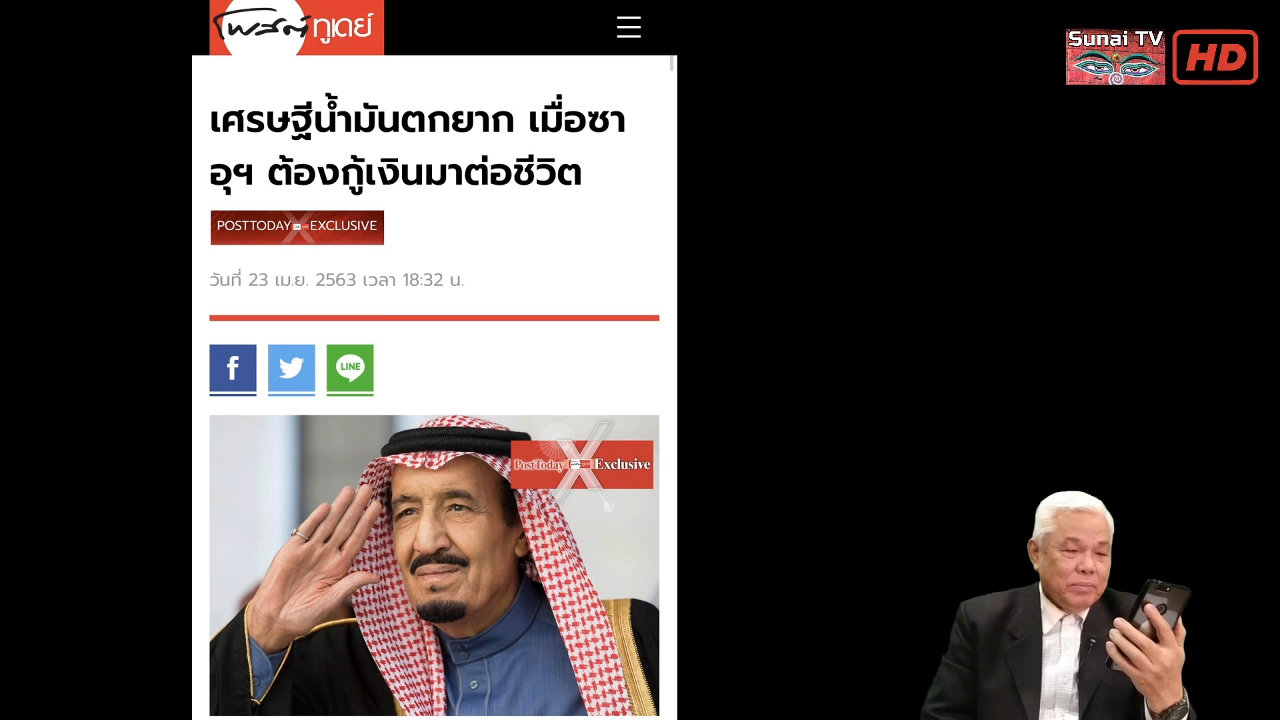 โพสต์ทูเดย์
Sunai TV
HD
เศรษฐีน้ำมันตกยาก เมื่อซา
อุฯ ต้องกู้เงินมาต่อชีวิต
POSTTODAY EXCLUSIVE
วันที่ 23 เม.ย. 2563 เวลา 18:32 น.
f
LINE
PostToday X Exclusive